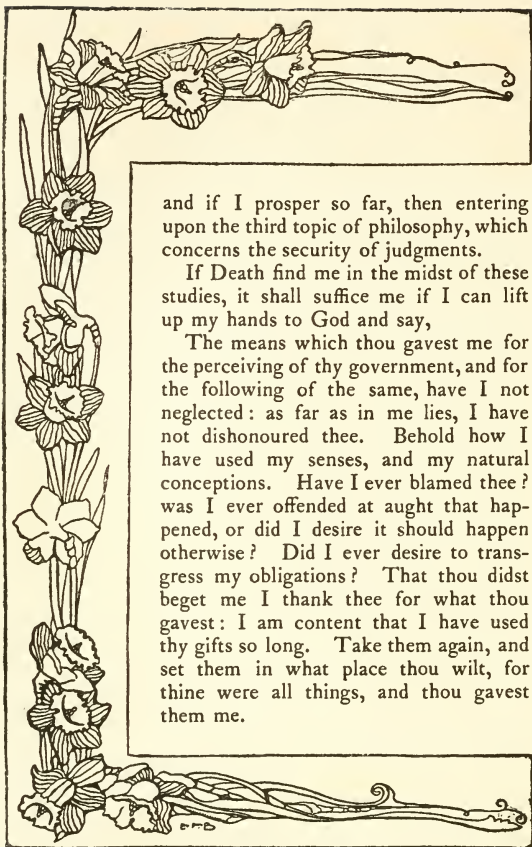 and if I prosper so far, then entering
upon the third topic of philosophy, which
concerns the security of judgments.
If Death find me in the midst of these
studies, it shall suffice me if I can lift
up my hands to God and say,
The means which thou gavest me for
the perceiving of thy government, and for
the following of the same, have I not
neglected: as far as in me lies, I have
not dishonoured thee. Behold how I
have used my senses, and my natural
conceptions. Have I ever blamed thee?
was I ever offended at aught that hap-
pened, or did I desire it should happen
otherwise? Did I ever desire to trans-
gress my obligations? That thou didst
beget me I thank thee for what thou
gavest: I am content that I have used
thy gifts so long. Take them again, and
set them in what place thou wilt, for
thine were all things, and thou gavest
them me.